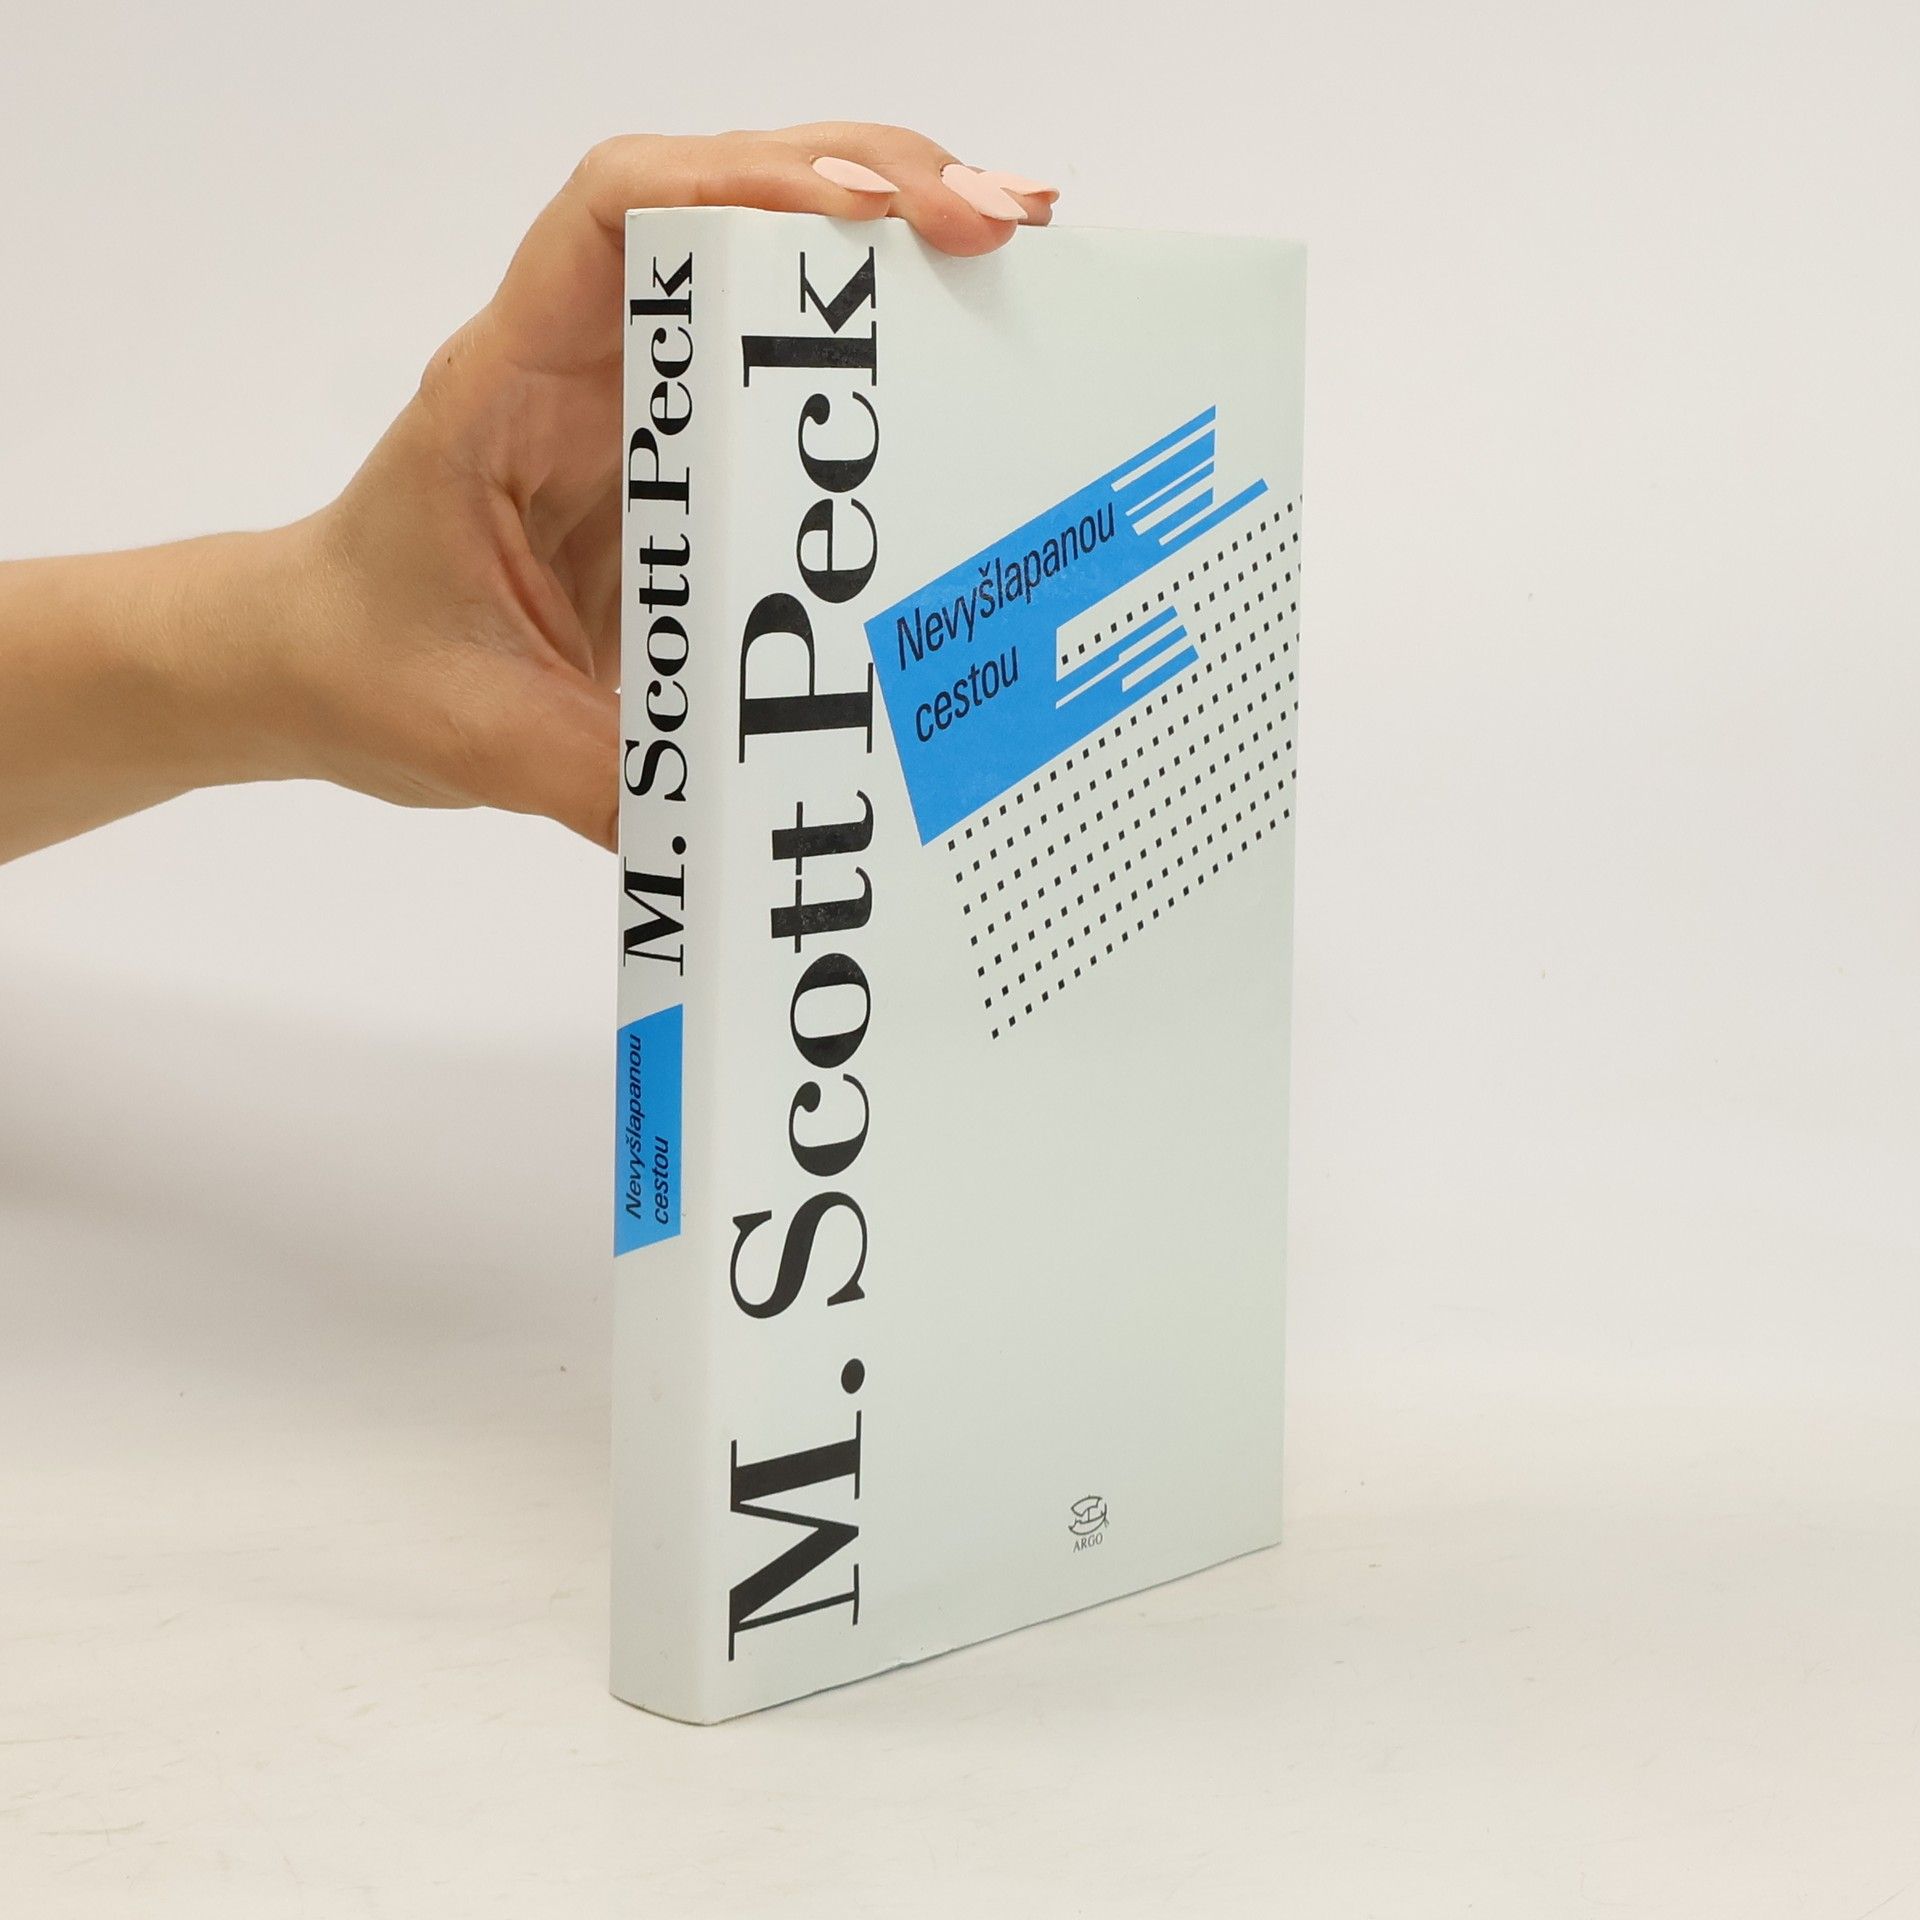 M. Scott Peck
Nevyšlapanou
cestou
M. Scott Peck
Nevyšlapanou
cestou
ARGO